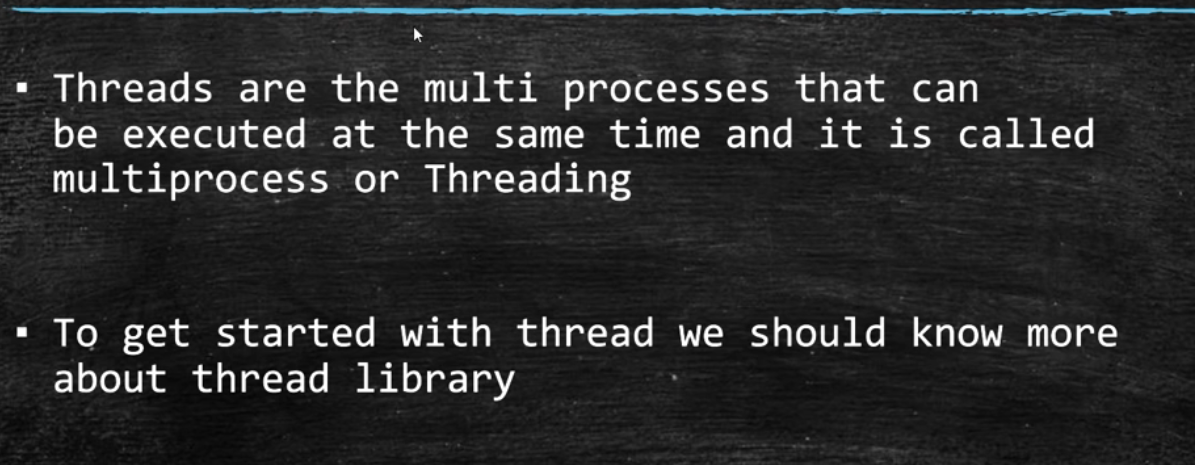 ▪ Threads are the multi processes that can
be executed at the same time and it is called
multiprocess or Threading
▪ To get started with thread we should know more
about thread library